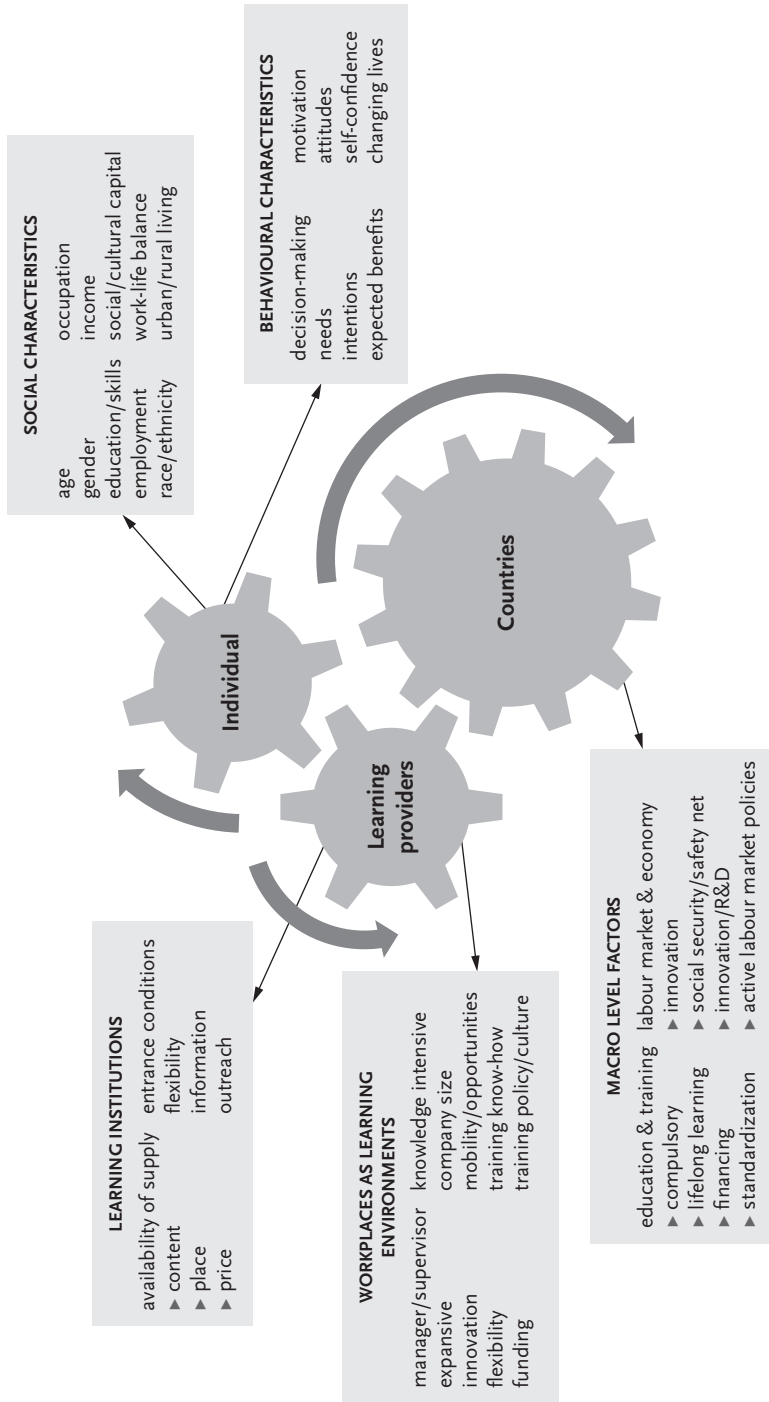 SOCIAL CHARACTERISTICS
age
gender
education/skills
employment
race/ethnicity
occupation
income
social/cultural capital
work-life balance
urban/rural living
BEHAVIOURAL CHARACTERISTICS
decision-making
needs
intentions
expected benefits
motivation
attitudes
self-confidence
changing lives
Individual
Learning
providers
Countries
LEARNING INSTITUTIONS
availability of supply
▶ content
▶ place
▶ price
entrance conditions
flexibility
information
outreach
WORKPLACES AS LEARNING
ENVIRONMENTS
manager/supervisor
expansive
innovation
flexibility
funding
knowledge intensive
company size
mobility/opportunities
training know-how
training policy/culture
MACRO LEVEL FACTORS
education & training
▶ compulsory
▶ lifelong learning
▶ financing
▶ standardization
labour market & economy
▶ innovation
▶ social security/safety net
▶ innovation/R&D
▶ active labour market policies